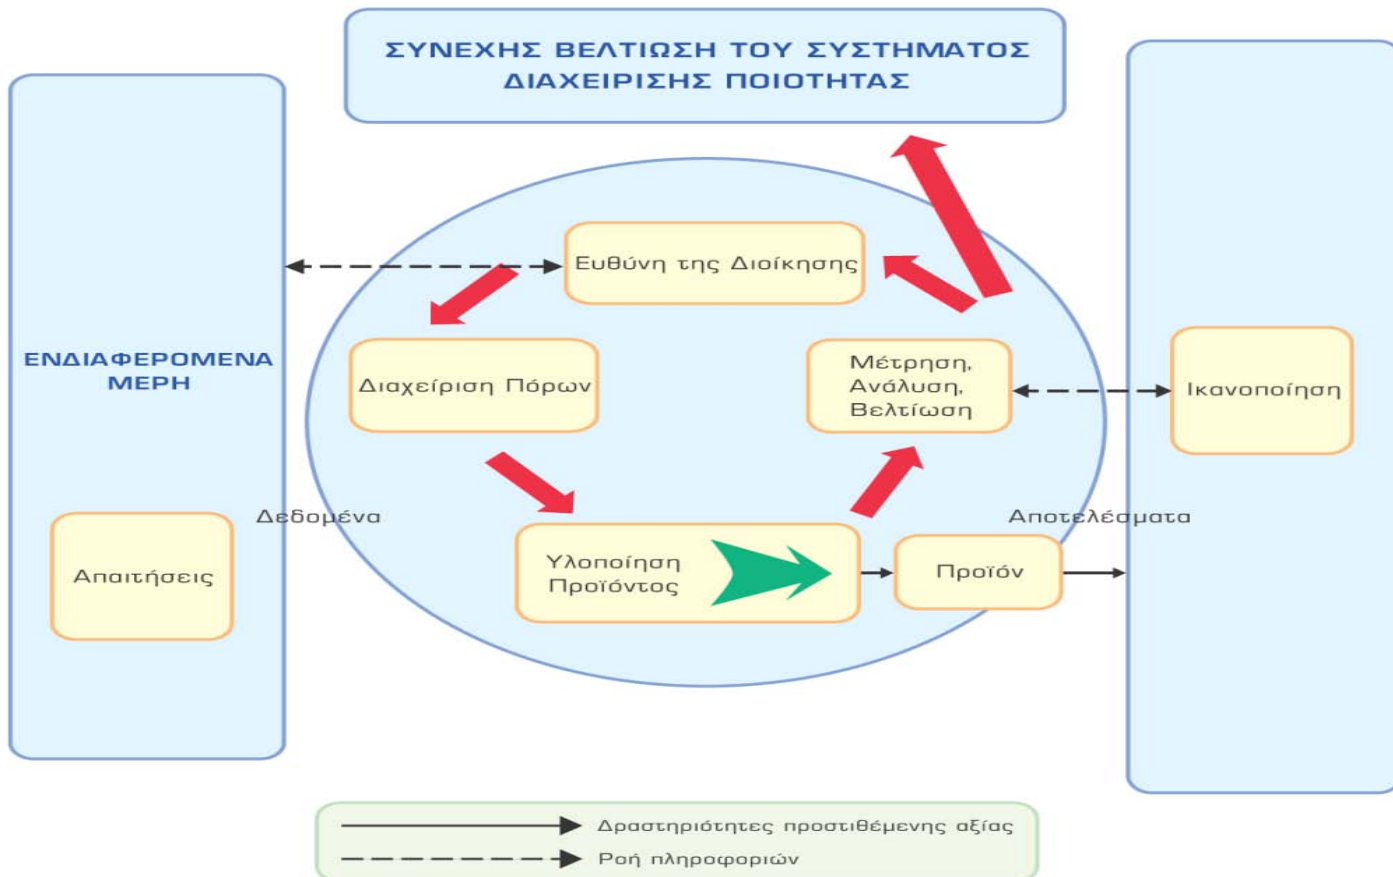 ΣΥΝΕΧΗΣ ΒΕΛΤΙΩΣΗ ΤΟΥ ΣΥΣΤΗΜΑΤΟΣ
ΔΙΑΧΕΙΡΙΣΗΣ ΠΟΙΟΤΗΤΑΣ
Ευθύνη της Διοίκησης
ΕΝΔΙΑΦΕΡΟΜΕΝΑ
ΜΕΡΗ
Διαχείριση Πόρων
Μέτρηση,
Ανάλυση,
Βελτίωση
Ικανοποίηση
Δεδομένα
Αποτελέσματα
Απαιτήσεις
Υλοποίηση
Προϊόντος
Προϊόν
Δραστηριότητες προστιθέμενης αξίας
Ροή πληροφοριών